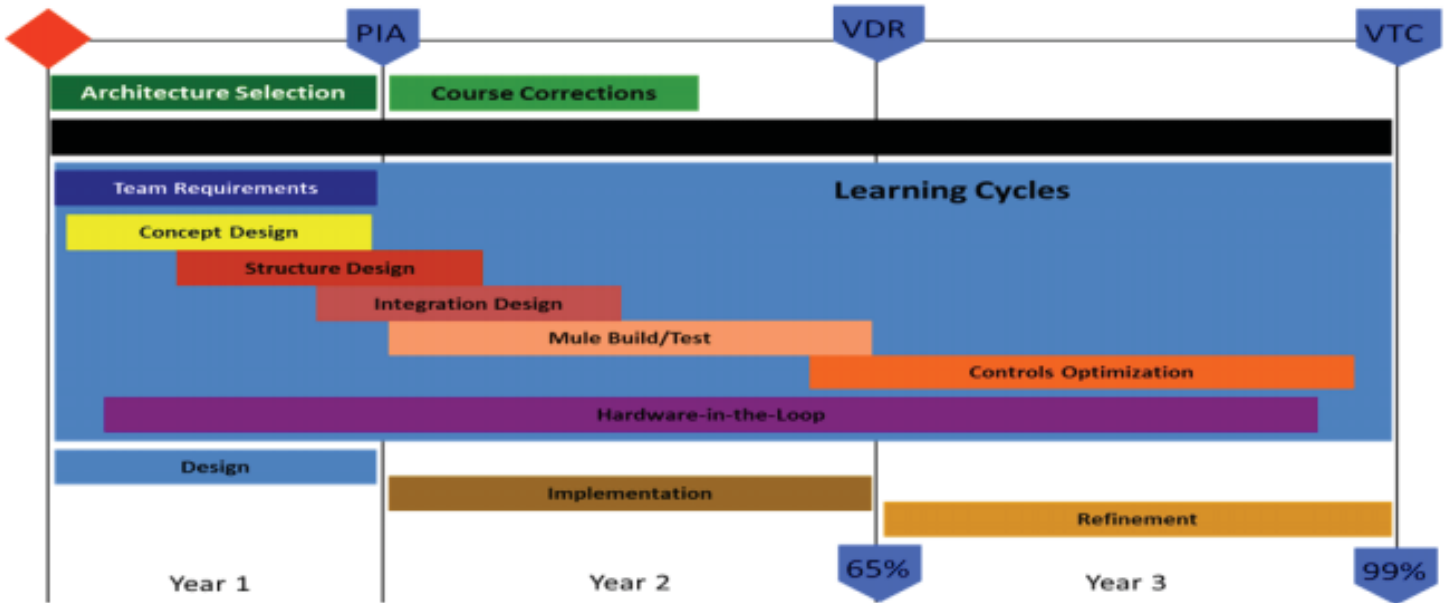 PIA
VDR
VTC
Architecture Selection
Course Corrections
Team Requirements
Learning Cycles
Concept Design
Structure Design
Integration Design
Mule Build/Test
Controls Optimization
Hardware-in-the-Loop
Design
Implementation
Refinement
Year 1
Year 2
65%
Year 3
99%